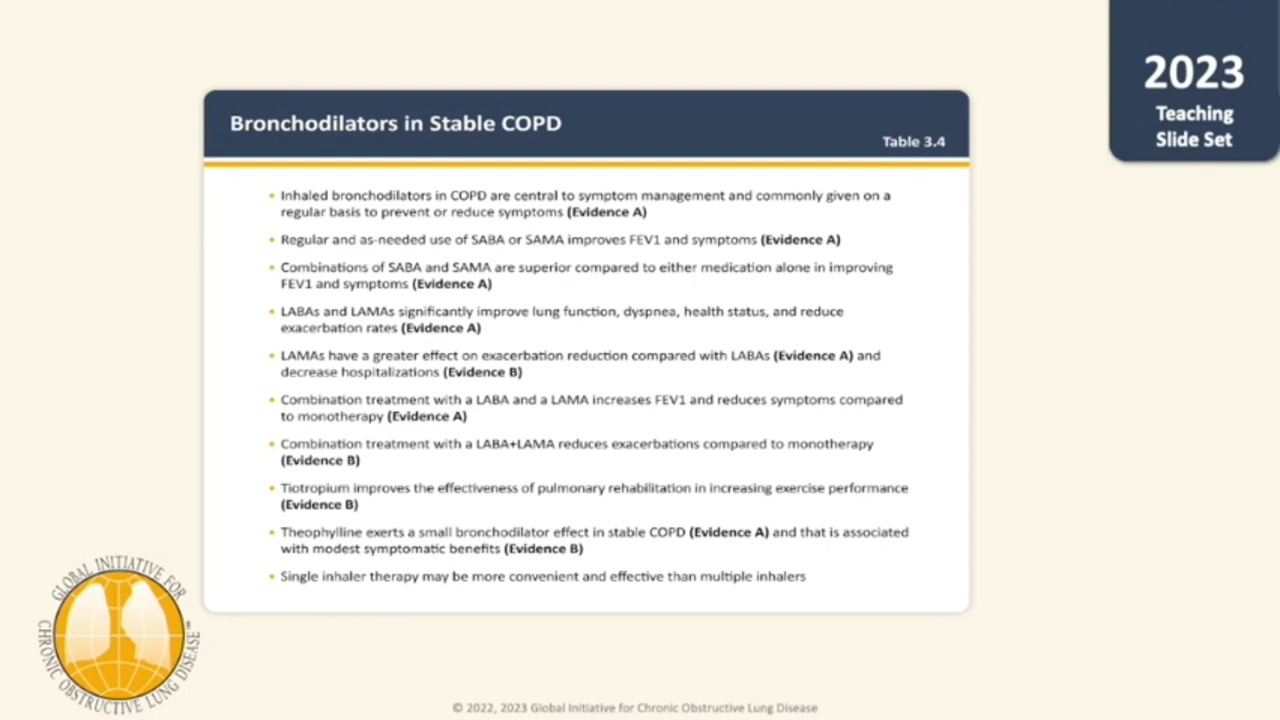 2023
Teaching
Slide Set
Bronchodilators in Stable COPD
Table 3.4
• Inhaled bronchodilators in COPD are central to symptom management and commonly given on a
regular basis to prevent or reduce symptoms (Evidence A)
• Regular and as-needed use of SABA or SAMA improves FEV1 and symptoms (Evidence A)
• Combinations of SABA and SAMA are superior compared to either medication alone in improving
FEV1 and symptoms (Evidence A)
• LABAs and LAMAs significantly improve lung function, dyspnea, health status, and reduce
exacerbation rates (Evidence A)
• LAMAs have a greater effect on exacerbation reduction compared with LABAs (Evidence A) and
decrease hospitalizations (Evidence B)
• Combination treatment with a LABA and a LAMA increases FEV1 and reduces symptoms compared
to monotherapy (Evidence A)
• Combination treatment with a LABA+LAMA reduces exacerbations compared to monotherapy
(Evidence B)
• Tiotropium improves the effectiveness of pulmonary rehabilitation in increasing exercise performance
(Evidence B)
• Theophylline exerts a small bronchodilator effect in stable COPD (Evidence A) and that is associated
with modest symptomatic benefits (Evidence B)
• Single inhaler therapy may be more convenient and effective than multiple inhalers
GLOBAL INITIATIVE FOR
CHRONIC OBSTRUCTIVE LUNG DISEASE™
© 2022, 2023 Global Initiative for Chronic Obstructive Lung Disease